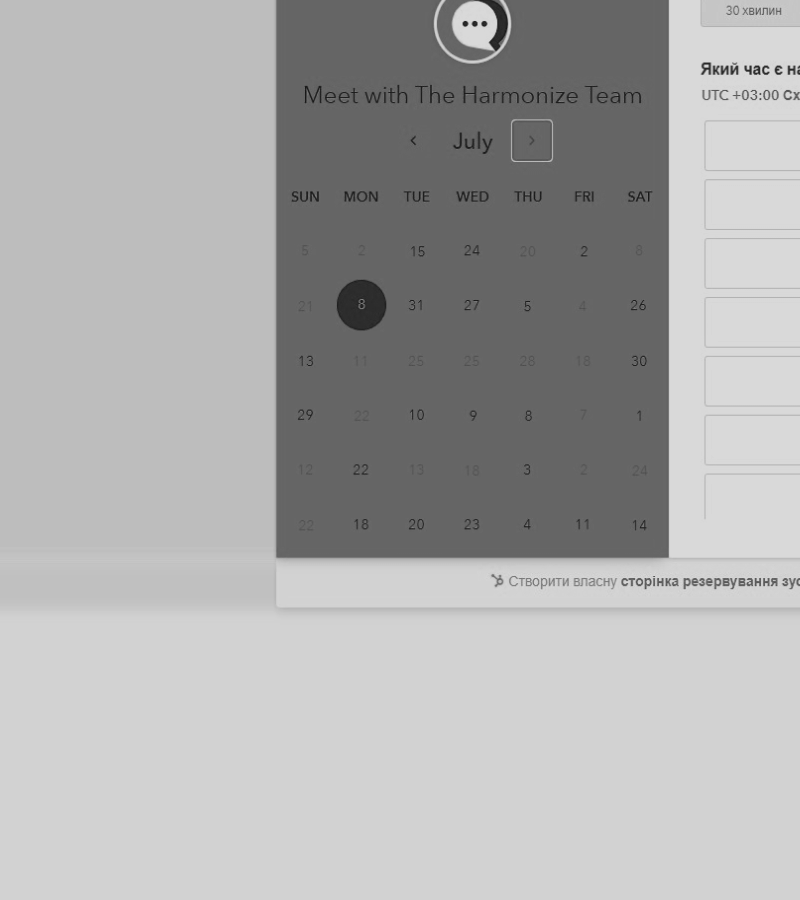 30 хвилин
Meet with The Harmonize Team
July
Який час є на
UTC +03:00 Сх
SUN MON TUE WED THU FRI SAT
5 2 15 24 20 2 8
21 8 31 27 5 4 26
13 11 25 25 28 18 30
29 22 10 9 8 7 1
12 22 13 18 3 2 24
22 18 20 23 4 11 14
Створити власну сторінка резервування зус